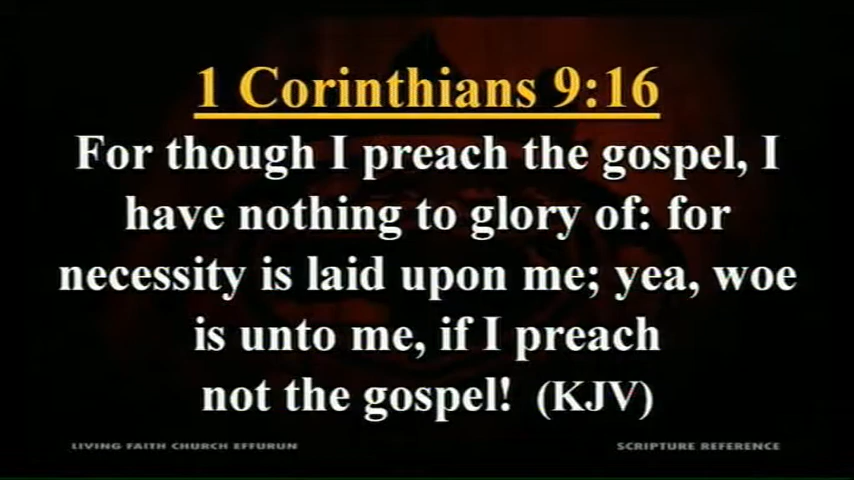 1 Corinthians 9:16
For though I preach the gospel, I
have nothing to glory of: for
necessity is laid upon me; yea, woe
is unto me, if I preach
not the gospel! (KJV)
LIVING FAITH CHURCH EFFURUN
SCRIPTURE REFERENCE